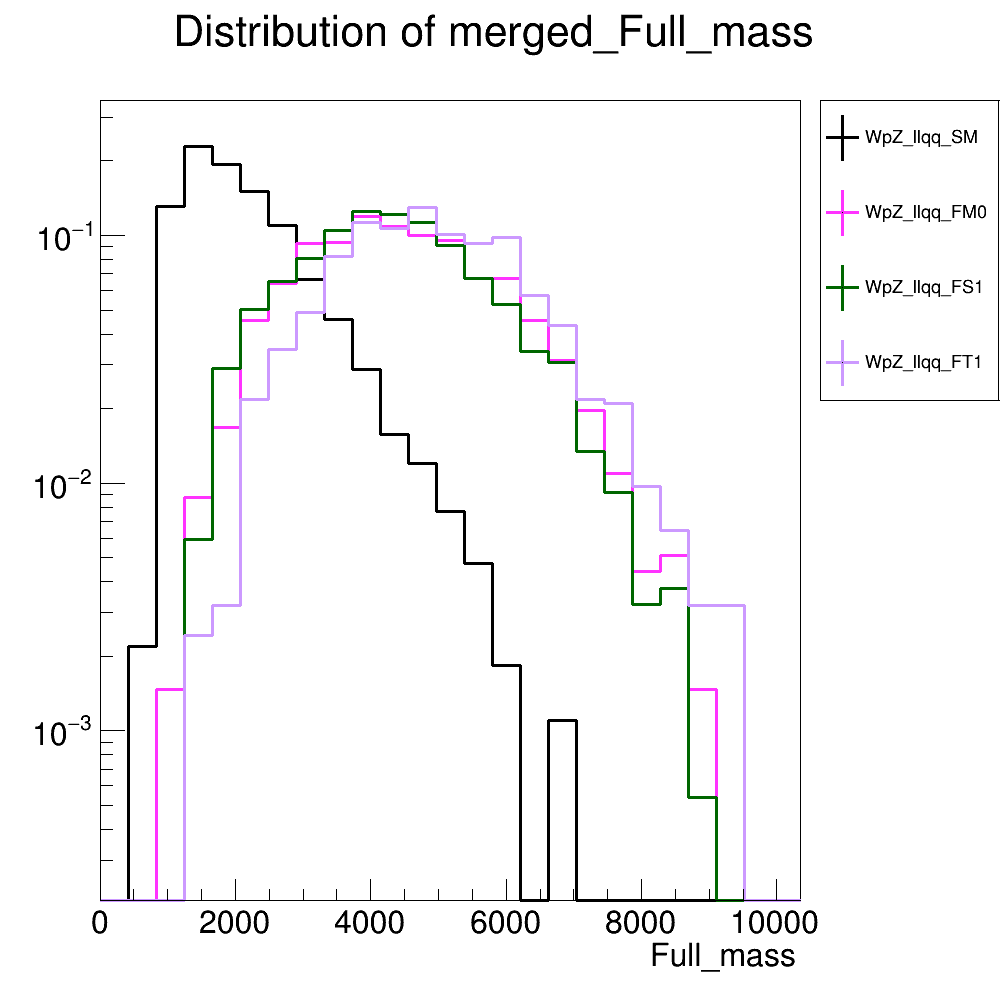 Distribution of merged_Full_mass
WpZ_llqq_SM
WpZ_llqq_FM0
WpZ_llqq_FS1
WpZ_llqq_FT1
10⁻¹
10⁻²
10⁻³
0 2000 4000 6000 8000 10000
Full_mass